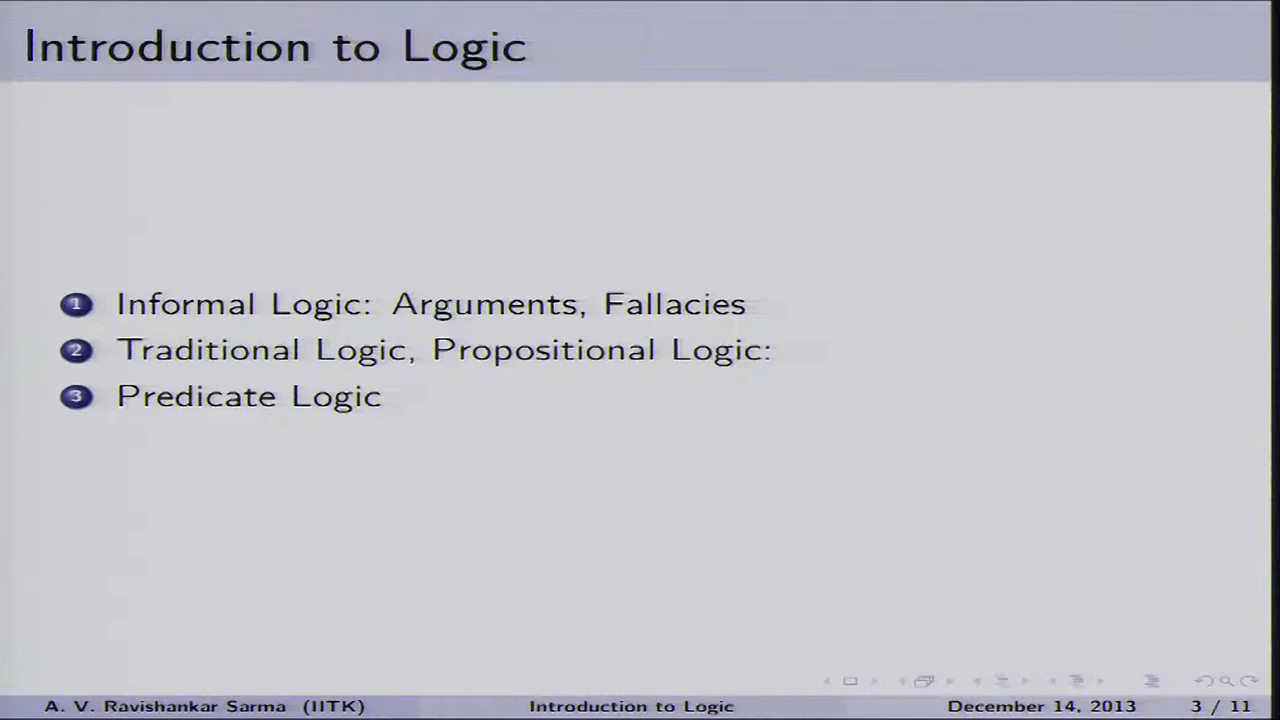 Introduction to Logic
1 Informal Logic: Arguments, Fallacies
2 Traditional Logic, Propositional Logic:
3 Predicate Logic
A. V. Ravishankar Sarma (IITK) Introduction to Logic December 14, 2013 3 / 11